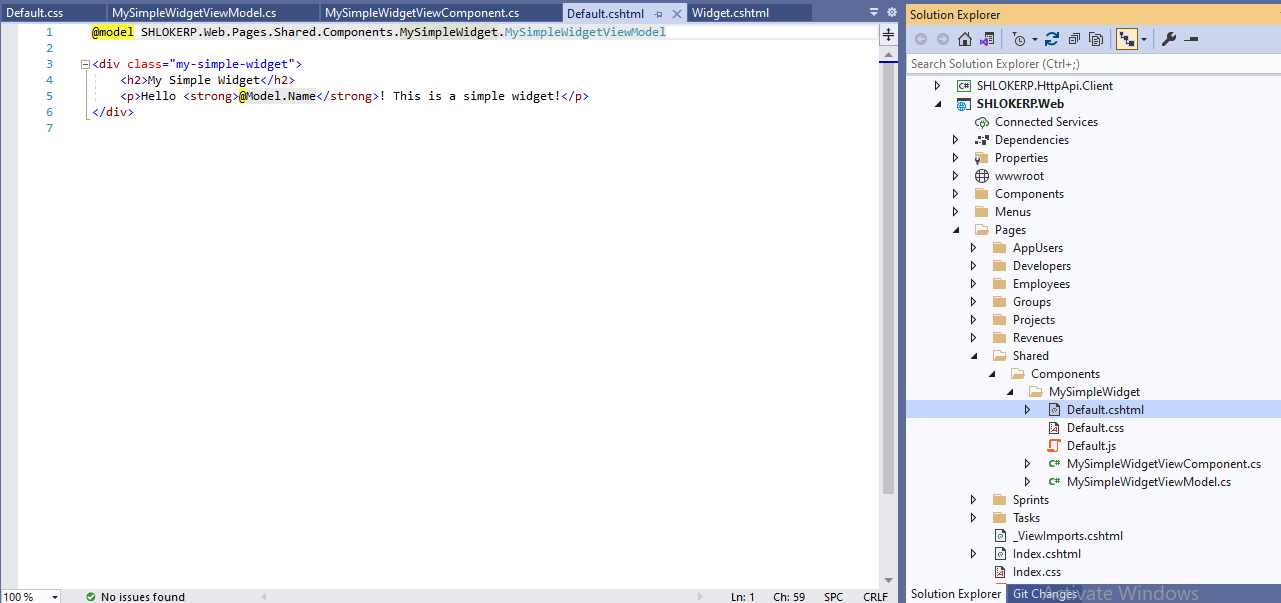 Default.css MySimpleWidgetViewModel.cs MySimpleWidgetViewComponent.cs Default.cshtml Widget.cshtml
1 @model SHLOKERP.Web.Pages.Shared.Components.MySimpleWidget.MySimpleWidgetViewModel
2
3 <div class="my-simple-widget">
4 <h2>My Simple Widget</h2>
5 <p>Hello <strong>@Model.Name</strong>! This is a simple widget!</p>
6 </div>
7
100 % No issues found Ln: 1 Ch: 59 SPC CRLF
Solution Explorer
Search Solution Explorer (Ctrl+;)
SHLOKERP.HttpApi.Client
SHLOKERP.Web
Connected Services
Dependencies
Properties
wwwroot
Components
Menus
Pages
AppUsers
Developers
Employees
Groups
Projects
Revenues
Shared
Components
MySimpleWidget
Default.cshtml
Default.css
Default.js
MySimpleWidgetViewComponent.cs
MySimpleWidgetViewModel.cs
Sprints
Tasks
_ViewImports.cshtml
Index.cshtml
Index.css
Solution Explorer Git Changes
Activate Windows